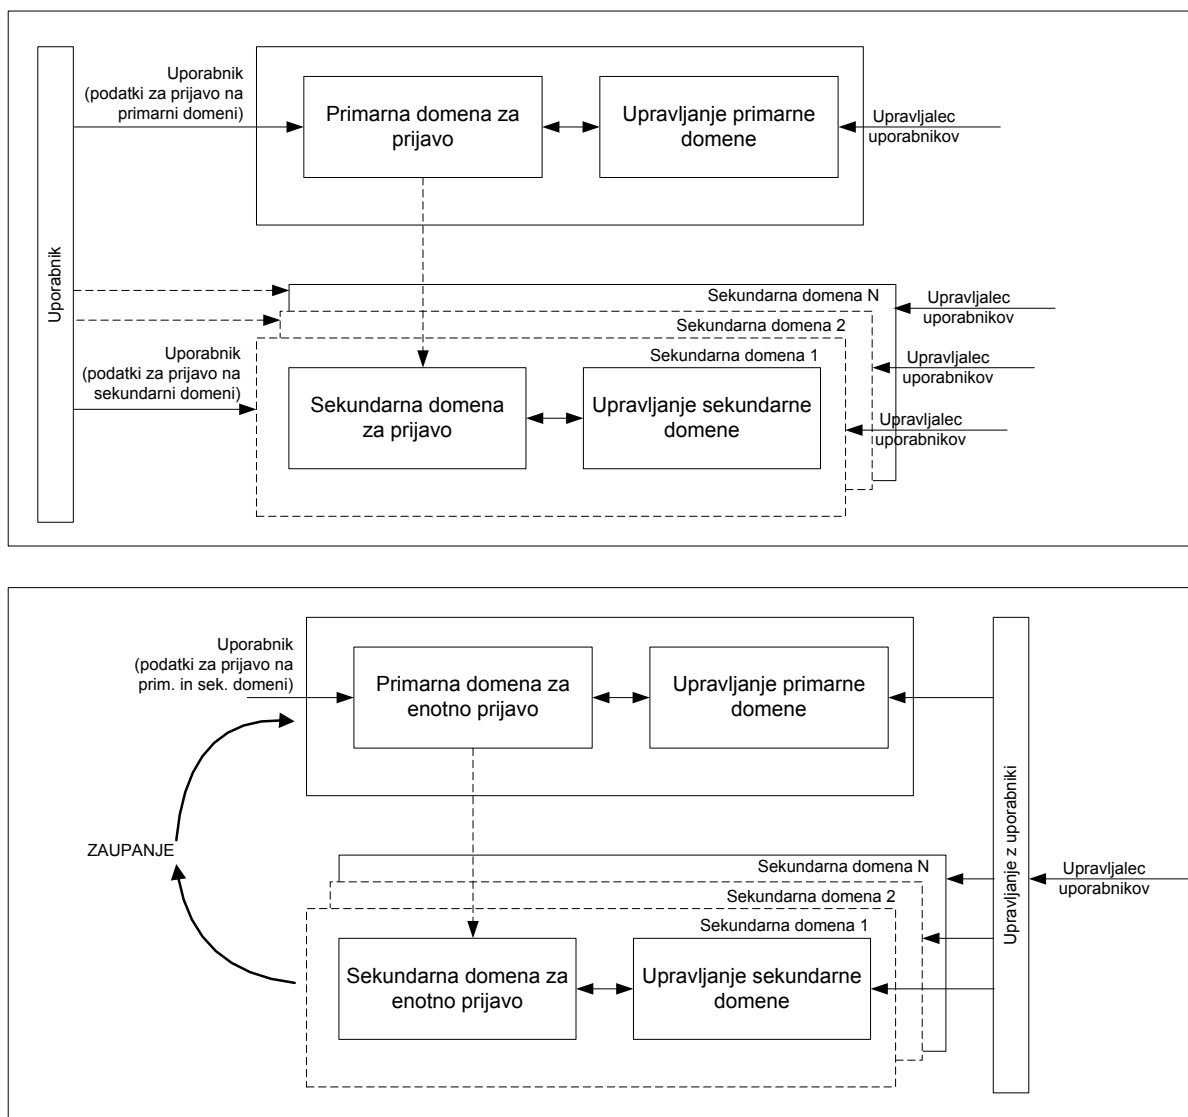 Uporabnik
(podatki za prijavo na
primarni domeni)
Primarna domena za
prijavo
Upravljanje primarne
domene
Upravljalec
uporabnikov
Uporabnik
Sekundarna domena N
Upravljalec
uporabnikov
Sekundarna domena 2
Uporabnik
(podatki za prijavo na
sekundarni domeni)
Sekundarna domena 1
Upravljalec
uporabnikov
Sekundarna domena
za prijavo
Upravljanje sekundarne
domene
Upravljalec
uporabnikov
Uporabnik
(podatki za prijavo na
prim. in sek. domeni)
Primarna domena za
enotno prijavo
Upravljanje primarne
domene
Upravljanje z uporabniki
ZAUPANJE
Sekundarna domena N
Upravljalec
uporabnikov
Sekundarna domena 2
Sekundarna domena 1
Sekundarna domena za
enotno prijavo
Upravljanje sekundarne
domene